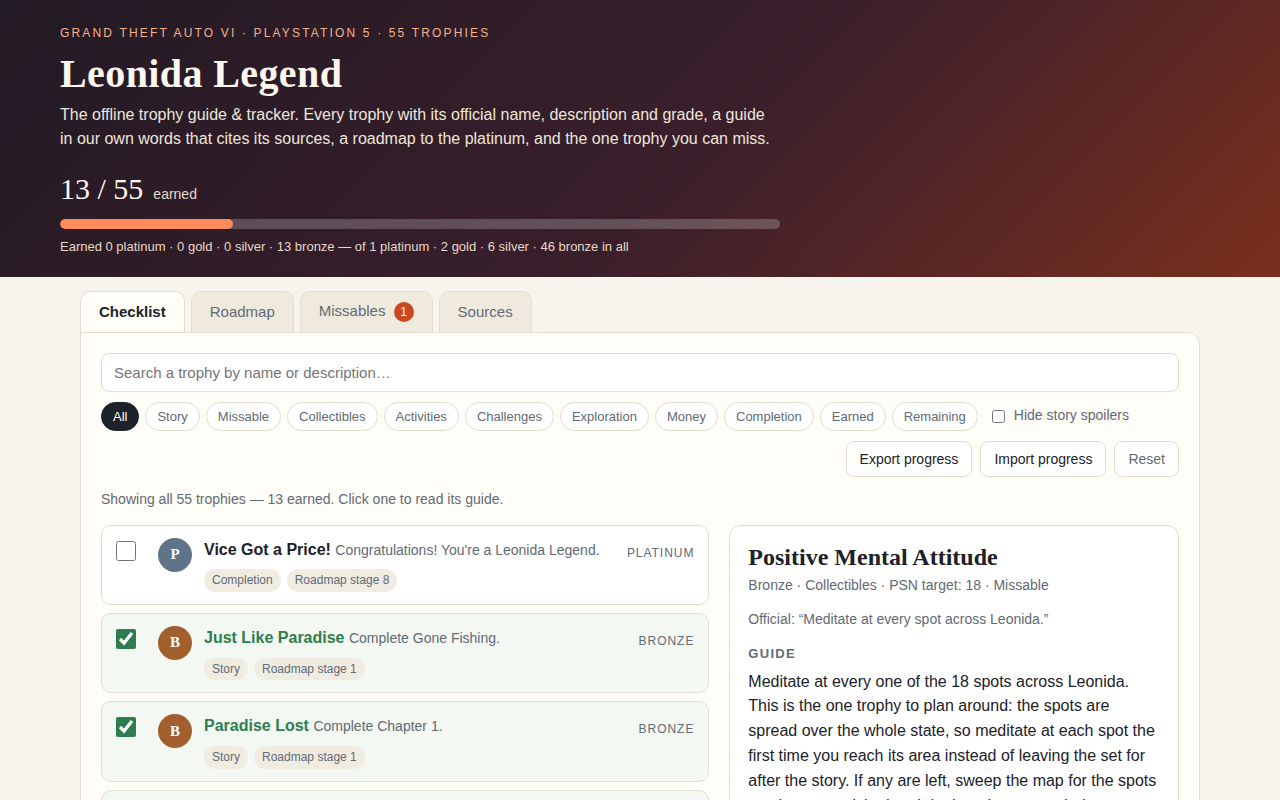 GRAND THEFT AUTO VI · PLAYSTATION 5 · 55 TROPHIES
Leonida Legend
The offline trophy guide & tracker. Every trophy with its official name, description and grade, a guide
in our own words that cites its sources, a roadmap to the platinum, and the one trophy you can miss.
13 / 55 earned
Earned 0 platinum · 0 gold · 0 silver · 13 bronze — of 1 platinum · 2 gold · 6 silver · 46 bronze in all
Checklist Roadmap Missables 1 Sources
Search a trophy by name or description…
All Story Missable Collectibles Activities Challenges Exploration Money Completion Earned Remaining Hide story spoilers
Export progress Import progress Reset
Showing all 55 trophies — 13 earned. Click one to read its guide.
P Vice Got a Price! Congratulations! You're a Leonida Legend. PLATINUM
Completion Roadmap stage 8
B Just Like Paradise Complete Gone Fishing. BRONZE
Story Roadmap stage 1
B Paradise Lost Complete Chapter 1. BRONZE
Story Roadmap stage 1
Positive Mental Attitude
Bronze · Collectibles · PSN target: 18 · Missable
Official: “Meditate at every spot across Leonida.”
GUIDE
Meditate at every one of the 18 spots across Leonida.
This is the one trophy to plan around: the spots are
spread over the whole state, so meditate at each spot the
first time you reach its area instead of leaving the set for
after the story. If any are left, sweep the map for the spots